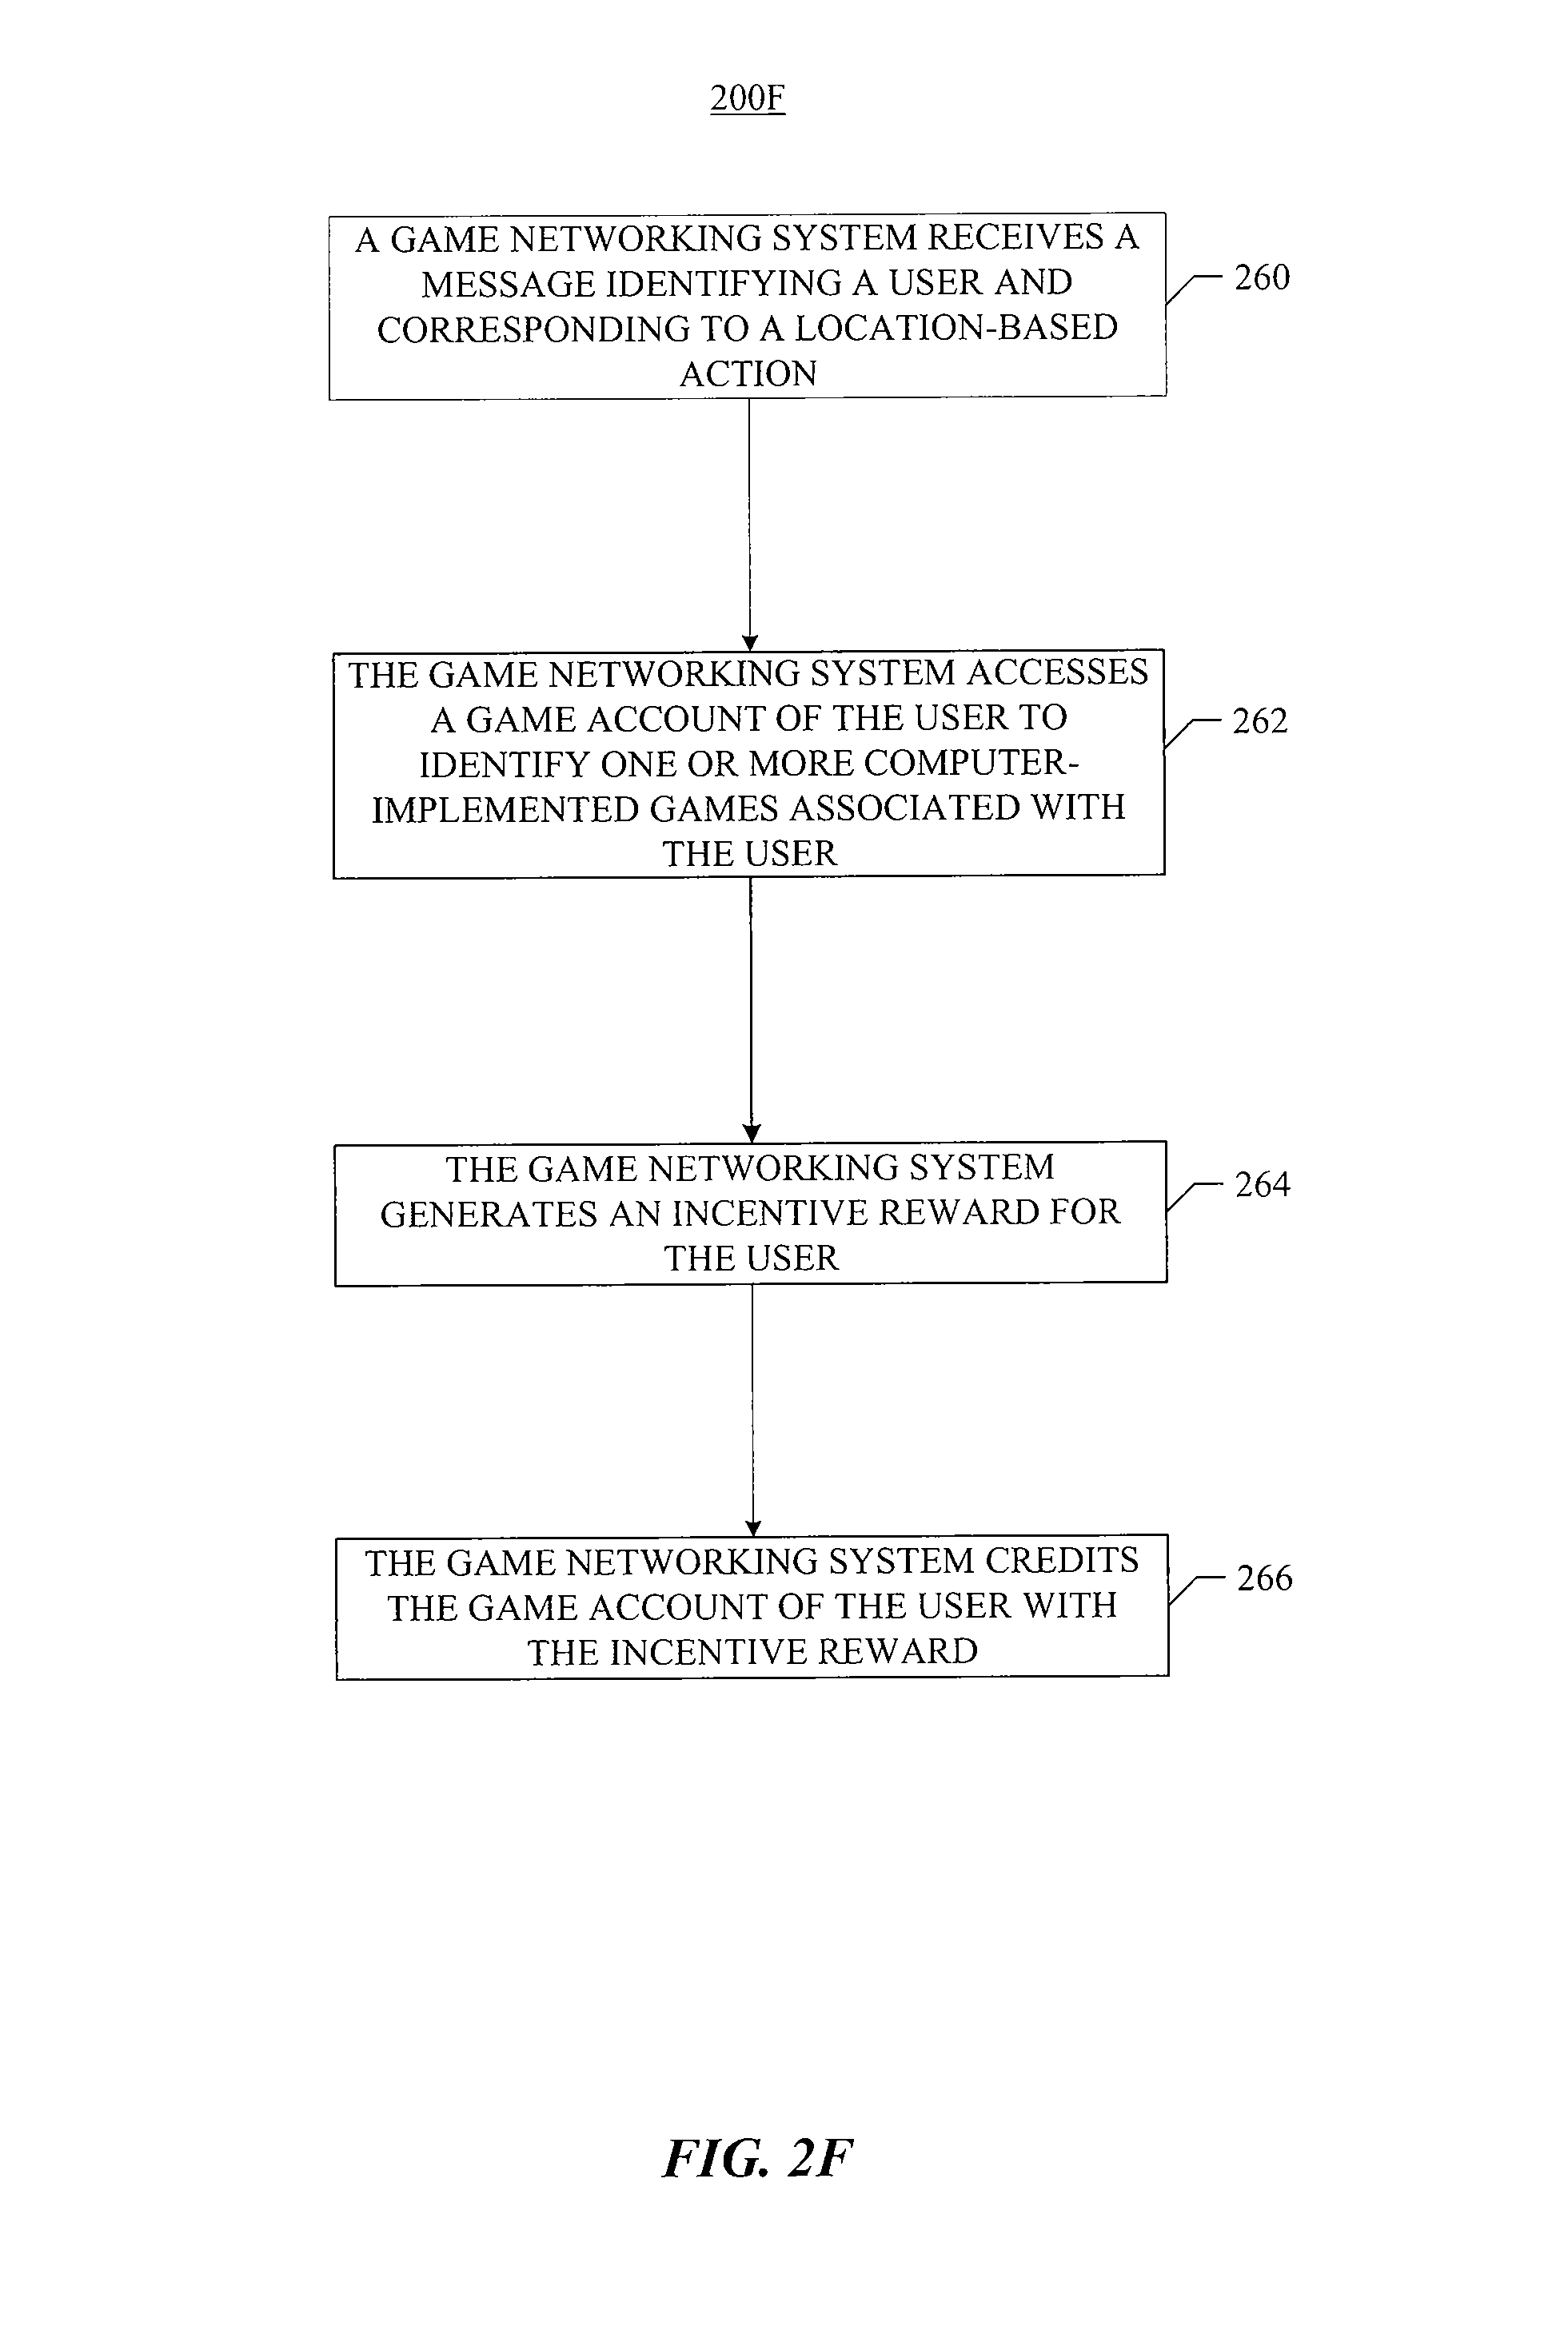 200F
A GAME NETWORKING SYSTEM RECEIVES A
MESSAGE IDENTIFYING A USER AND
CORRESPONDING TO A LOCATION-BASED
ACTION
260
THE GAME NETWORKING SYSTEM ACCESSES
A GAME ACCOUNT OF THE USER TO
IDENTIFY ONE OR MORE COMPUTER-
IMPLEMENTED GAMES ASSOCIATED WITH
THE USER
262
THE GAME NETWORKING SYSTEM
GENERATES AN INCENTIVE REWARD FOR
THE USER
264
THE GAME NETWORKING SYSTEM CREDITS
THE GAME ACCOUNT OF THE USER WITH
THE INCENTIVE REWARD
266
FIG. 2F